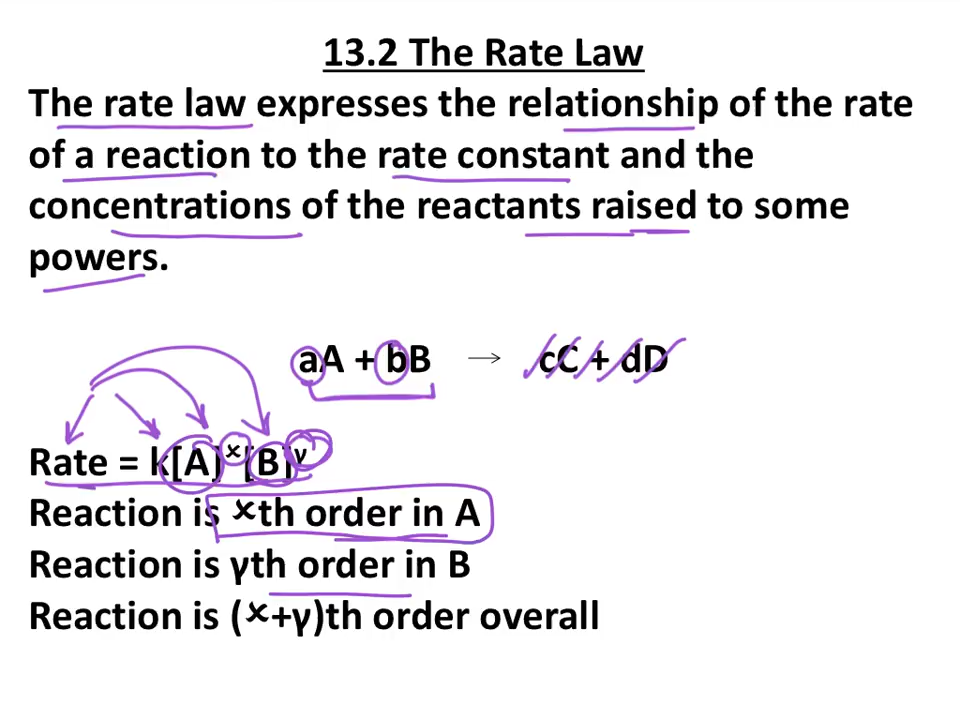 13.2 The Rate Law
The rate law expresses the relationship of the rate
of a reaction to the rate constant and the
concentrations of the reactants raised to some
powers.
aA + bB → cC + dD
Rate = k[A]ˣ[B]ʸ
Reaction is xth order in A
Reaction is yth order in B
Reaction is (x+y)th order overall